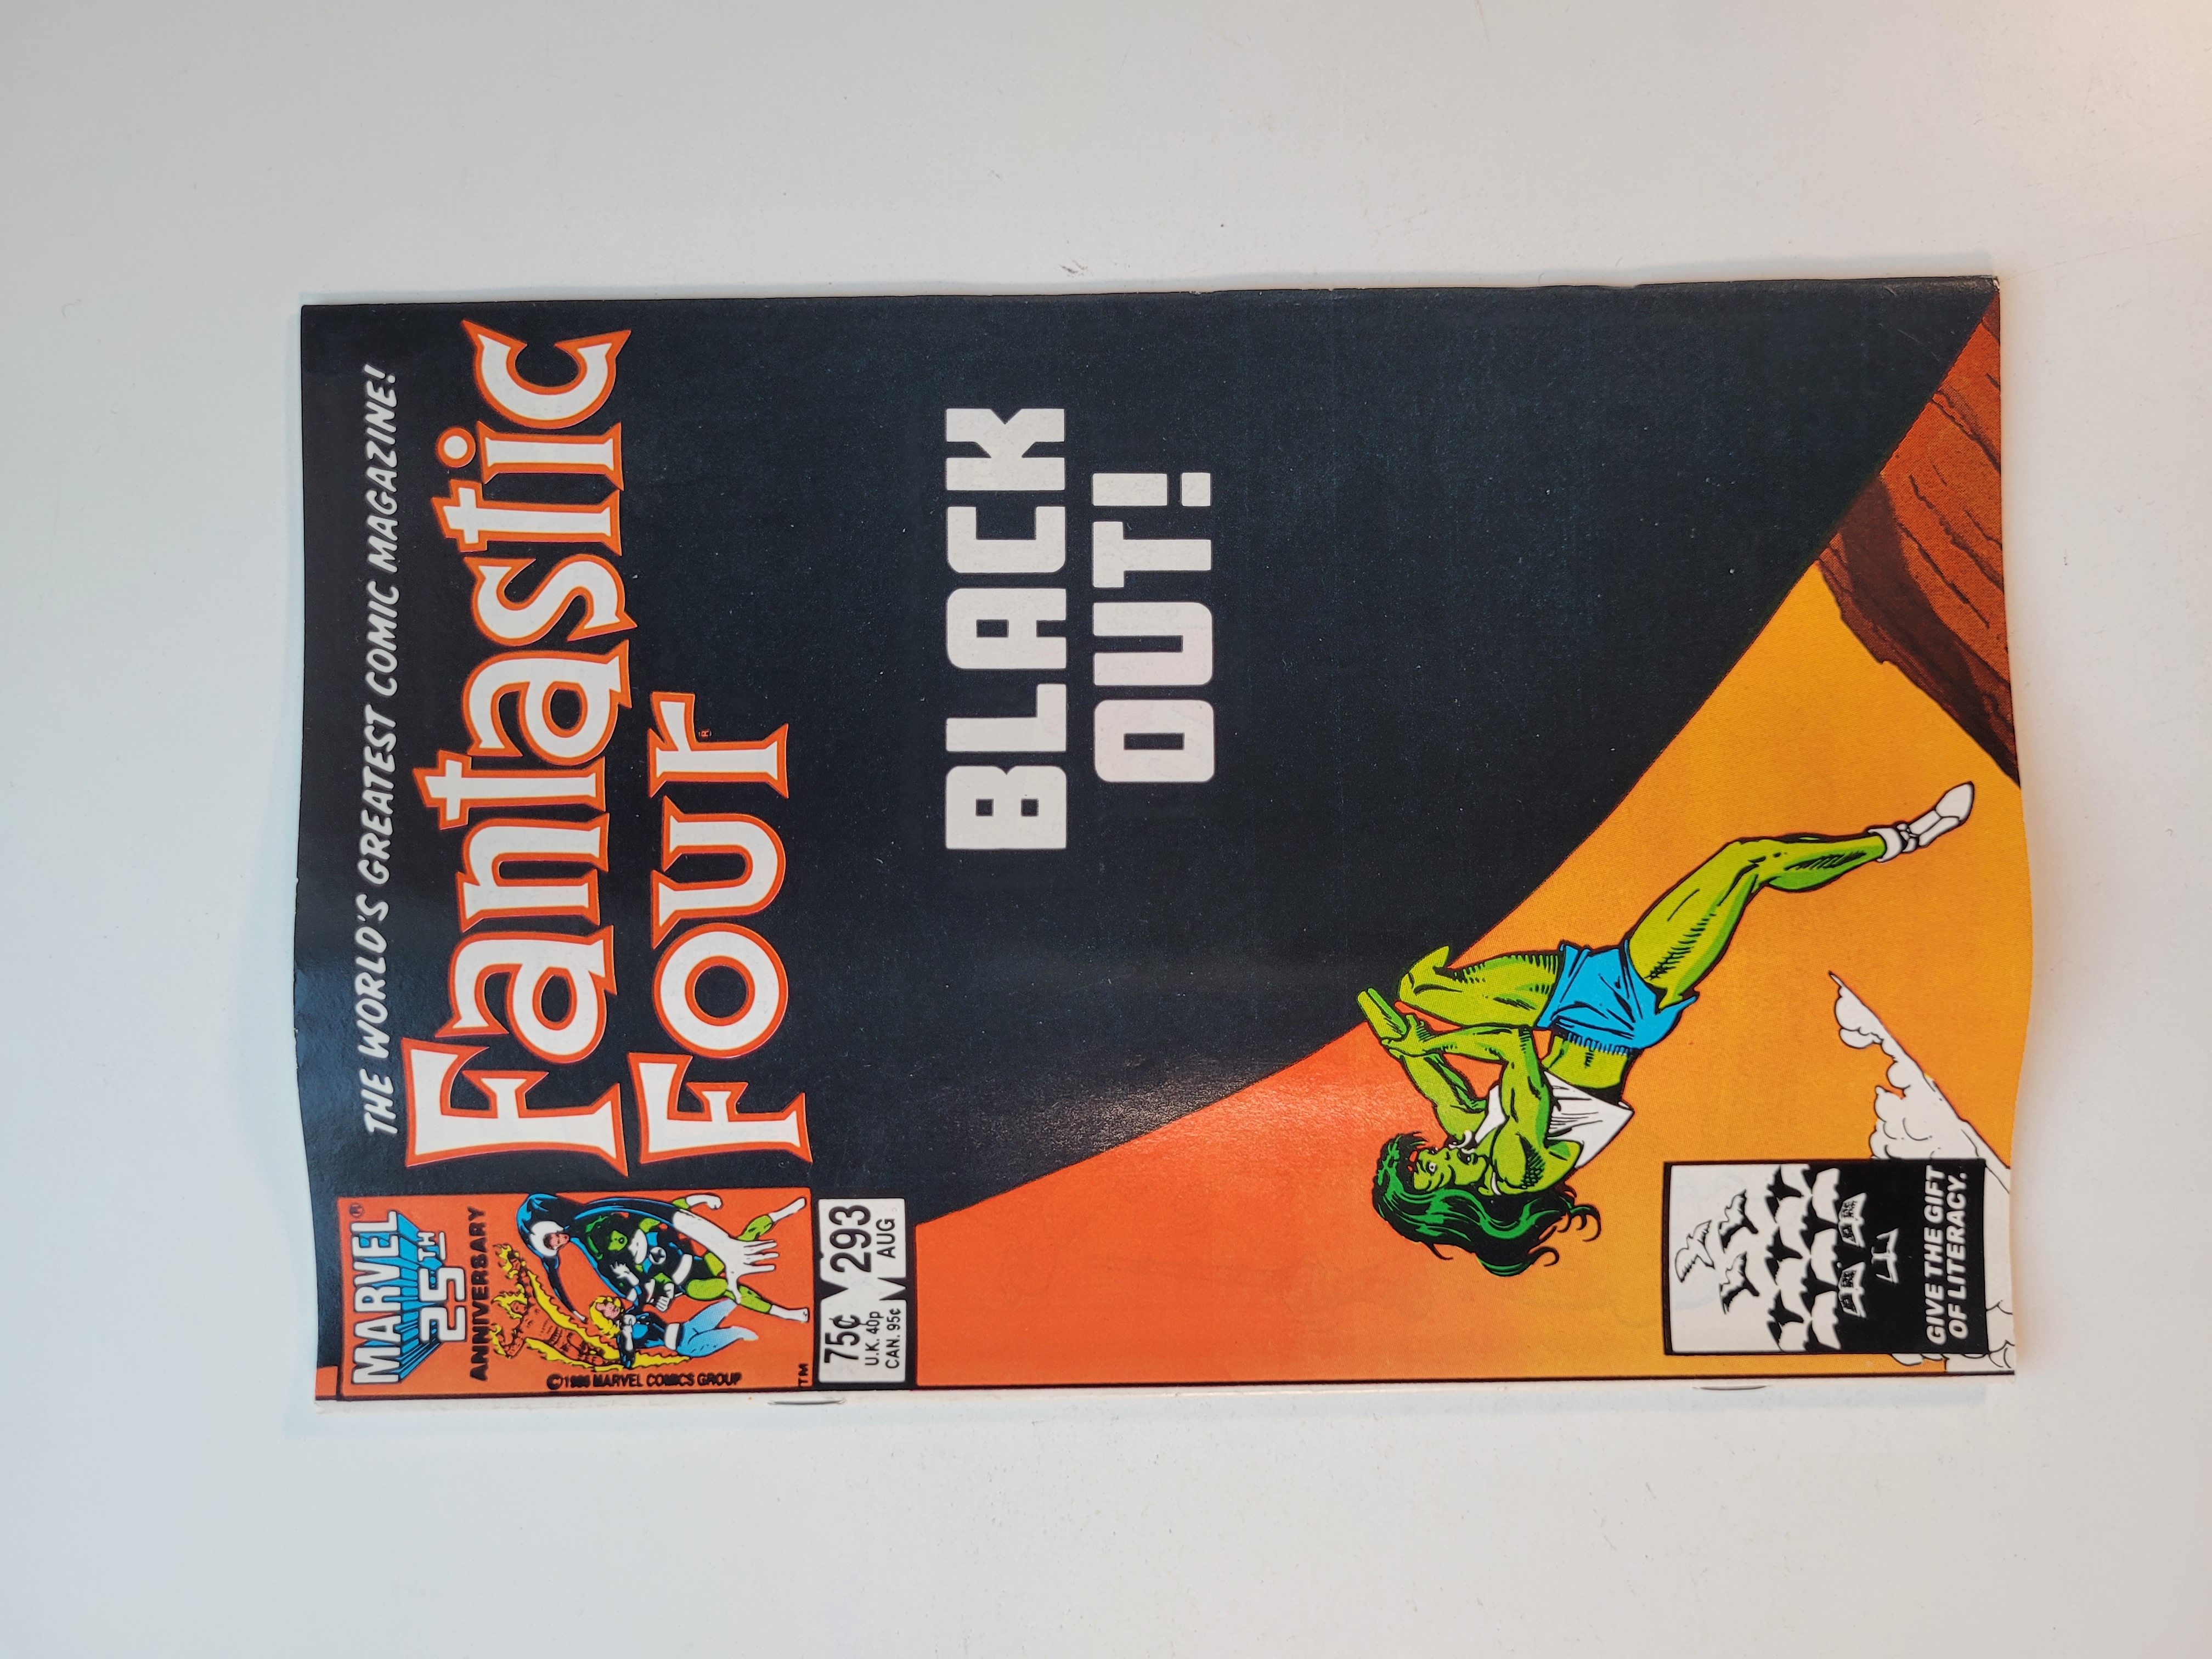 THE WORLD'S GREATEST COMIC MAGAZINE!
MARVEL®
25TH
ANNIVERSARY
©1986 MARVEL COMICS GROUP
TM
Fantastic
Four®
75¢
U.K. 40p
CAN. 95¢
293
AUG
BLACK
OUT!
GIVE THE GIFT
OF LITERACY.